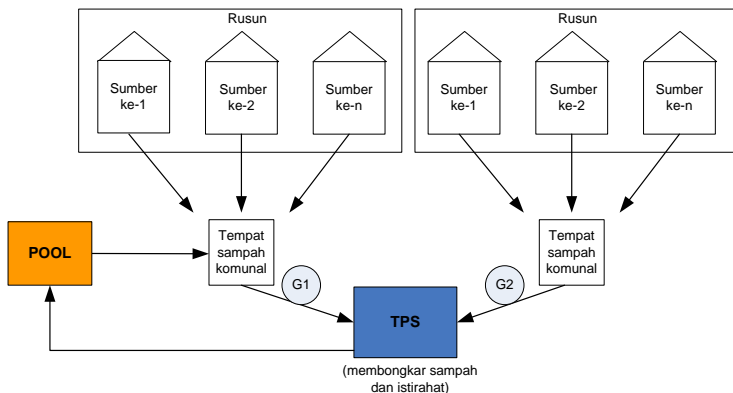 Rusun
Rusun
Sumber
ke-1
Sumber
ke-2
Sumber
ke-n
Sumber
ke-1
Sumber
ke-2
Sumber
ke-n
POOL
Tempat
sampah
komunal
Tempat
sampah
komunal
G1
G2
TPS
(membongkar sampah
dan istirahat)